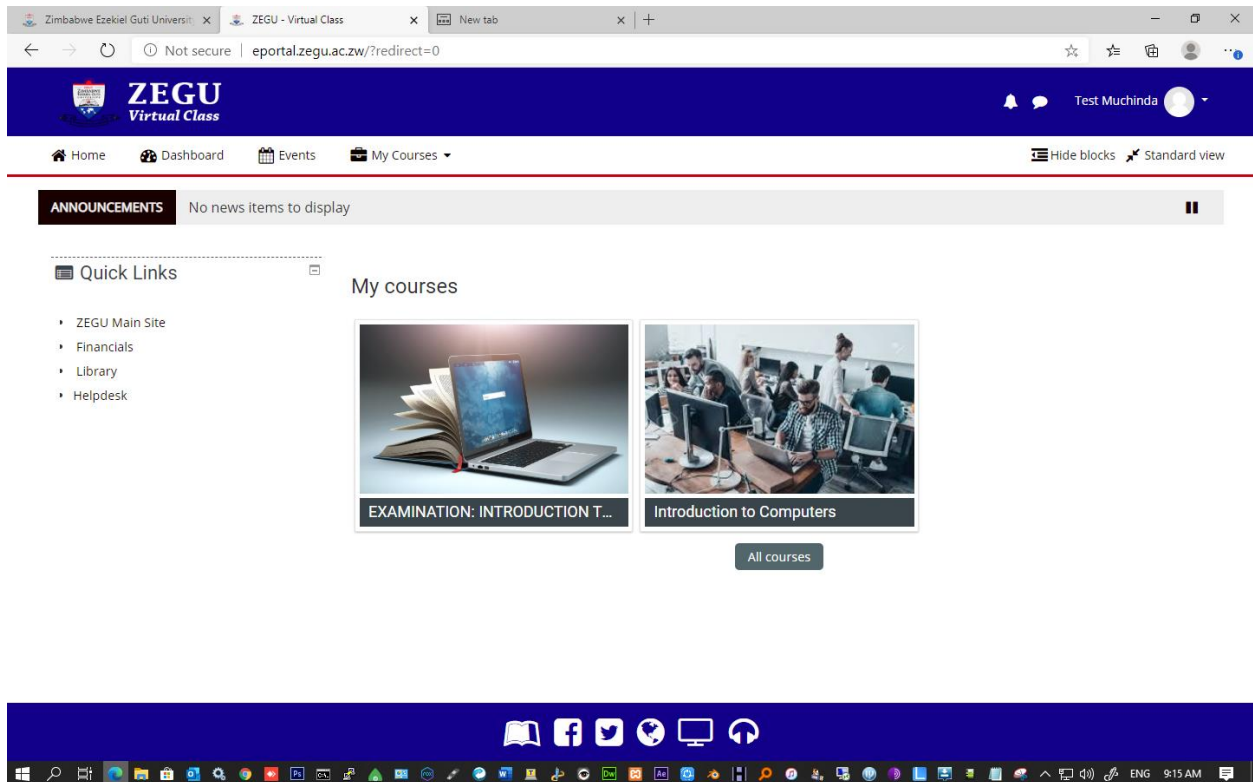 Zimbabwe Ezekiel Guti Universit
ZEGU - Virtual Class
New tab
Not secure
eportal.zegu.ac.zw/?redirect=0
ZEGU
Virtual Class
Test Muchinda
Home
Dashboard
Events
My Courses
Hide blocks
Standard view
ANNOUNCEMENTS
No news items to display
Quick Links
ZEGU Main Site
Financials
Library
Helpdesk
My courses
EXAMINATION: INTRODUCTION T...
Introduction to Computers
All courses
ENG
9:15 AM